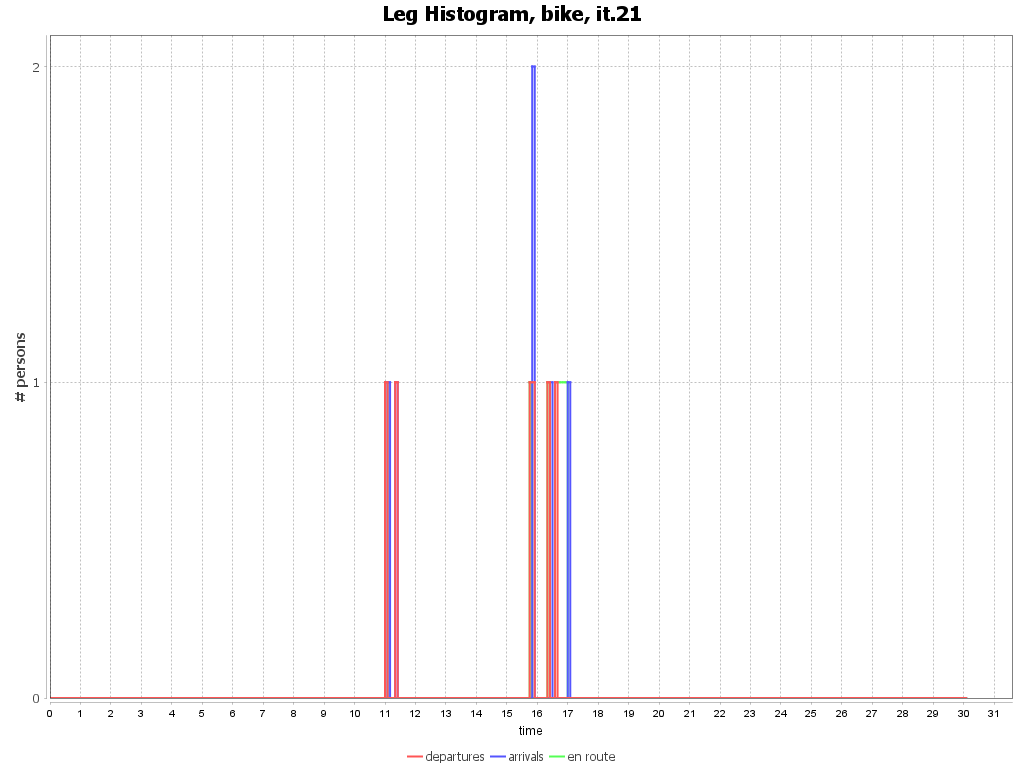 Leg Histogram, bike, it.21
# persons
2
1
0
0 1 2 3 4 5 6 7 8 9 10 11 12 13 14 15 16 17 18 19 20 21 22 23 24 25 26 27 28 29 30 31
time
departures arrivals en route